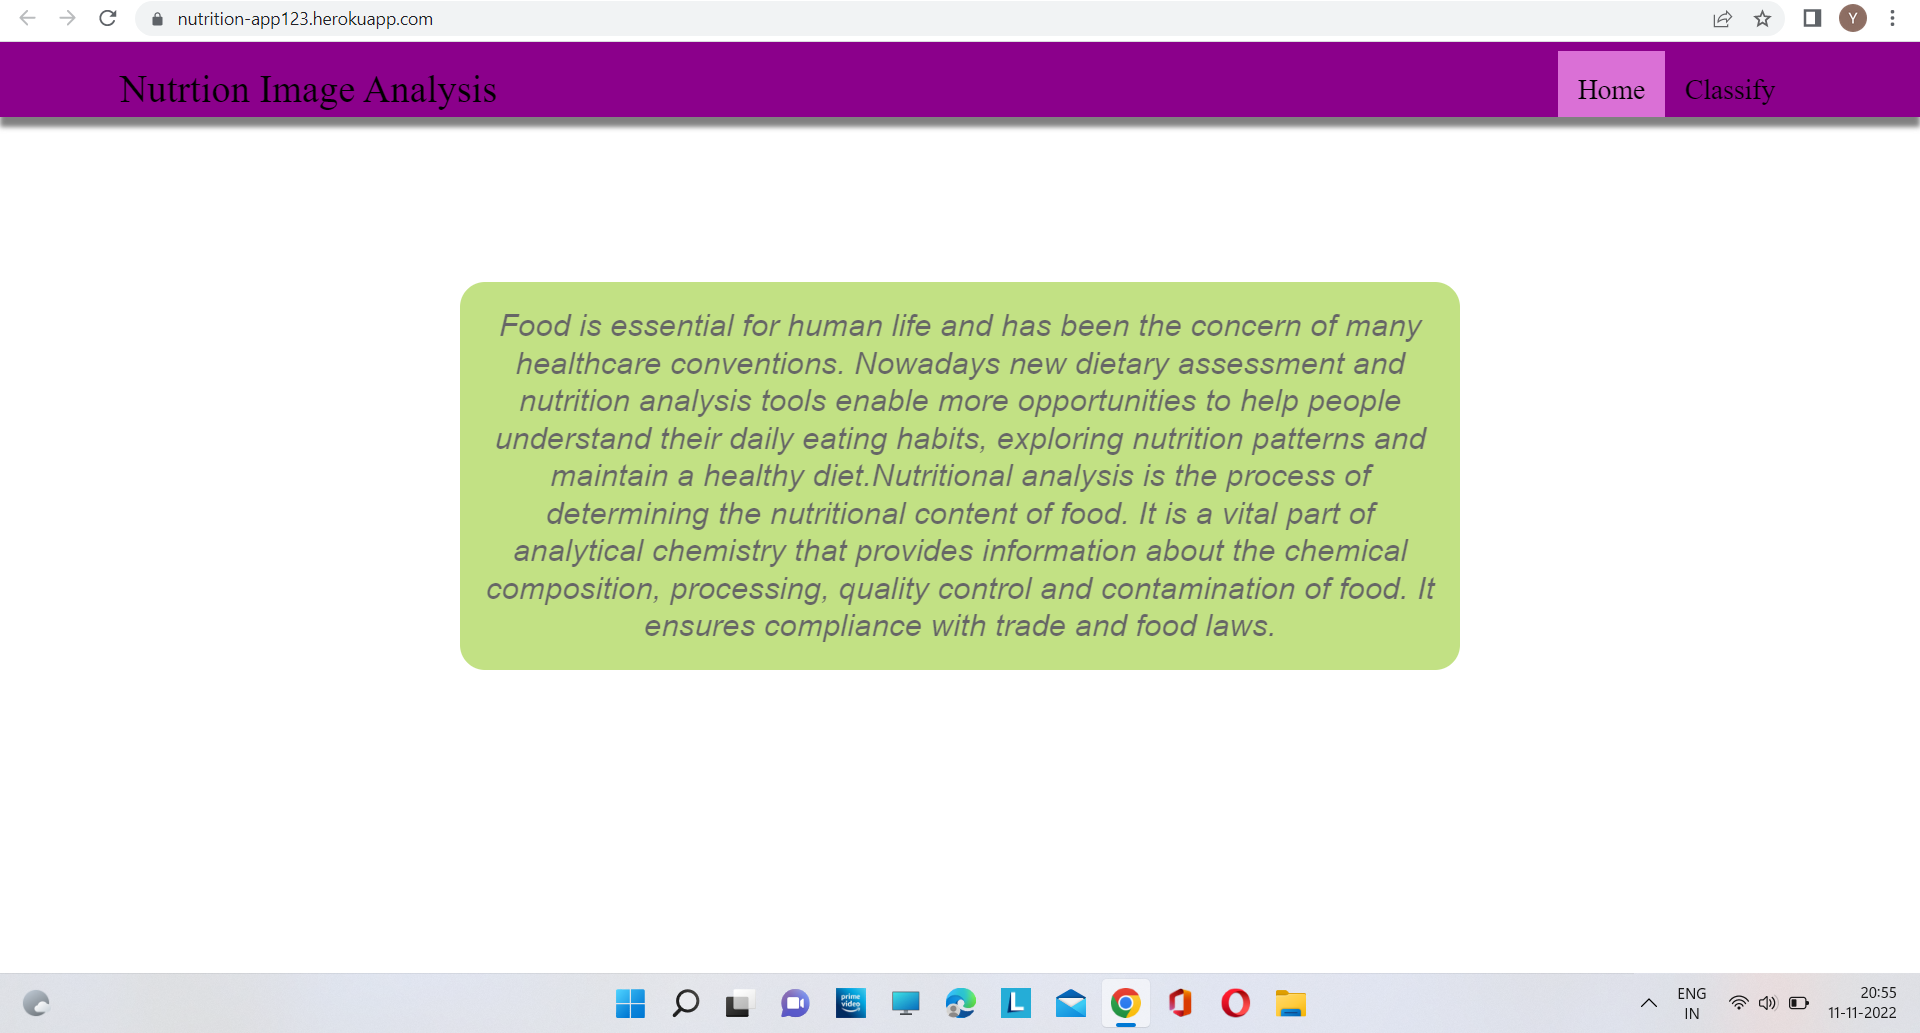 nutrition-app123.herokuapp.com
Y
Nutrtion Image Analysis
Home
Classify
Food is essential for human life and has been the concern of many
healthcare conventions. Nowadays new dietary assessment and
nutrition analysis tools enable more opportunities to help people
understand their daily eating habits, exploring nutrition patterns and
maintain a healthy diet.Nutritional analysis is the process of
determining the nutritional content of food. It is a vital part of
analytical chemistry that provides information about the chemical
composition, processing, quality control and contamination of food. It
ensures compliance with trade and food laws.
prime
video
L
ENG
IN
20:55
11-11-2022